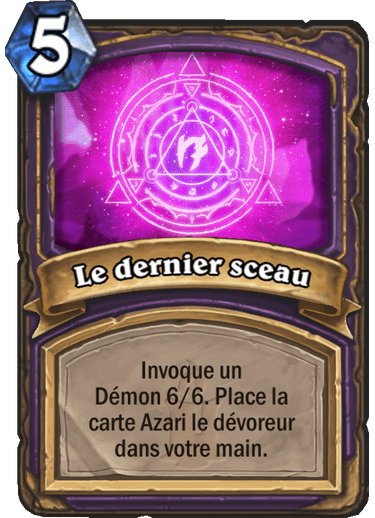 5
Le dernier sceau
Invoque un
Démon 6/6. Place la
carte Azari le dévoreur
dans votre main.